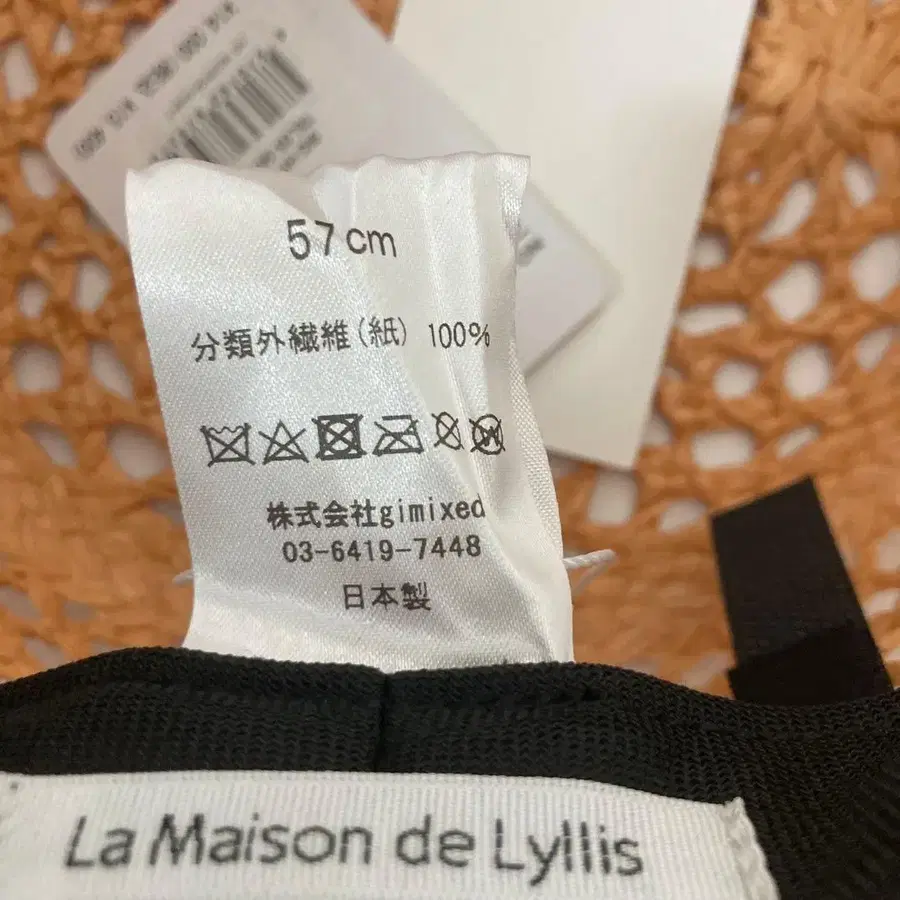 57cm
分類外繊維(紙) 100%
株式会社gimixed
03-6419-7448
日本製
La Maison de Lyllis